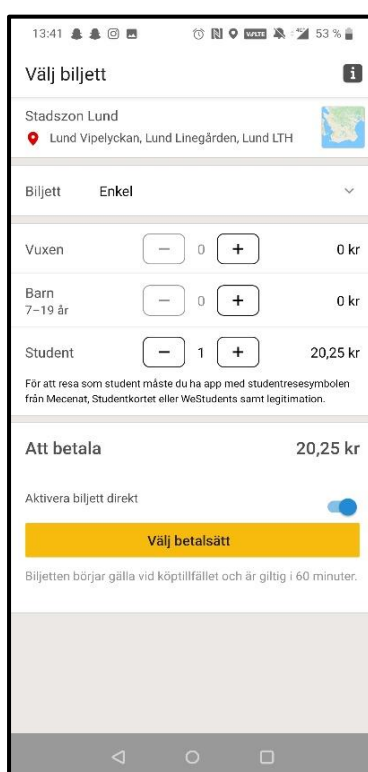 13:41 53 %
Välj biljett
Stadszon Lund
Lund Vipelyckan, Lund Linegården, Lund LTH
Biljett Enkel
Vuxen − 0 + 0 kr
Barn − 0 + 0 kr
7–19 år
Student − 1 + 20,25 kr
För att resa som student måste du ha app med studentresesymbolen
från Mecenat, Studentkortet eller WeStudents samt legitimation.
Att betala 20,25 kr
Aktivera biljett direkt
Välj betalsätt
Biljetten börjar gälla vid köptillfället och är giltig i 60 minuter.